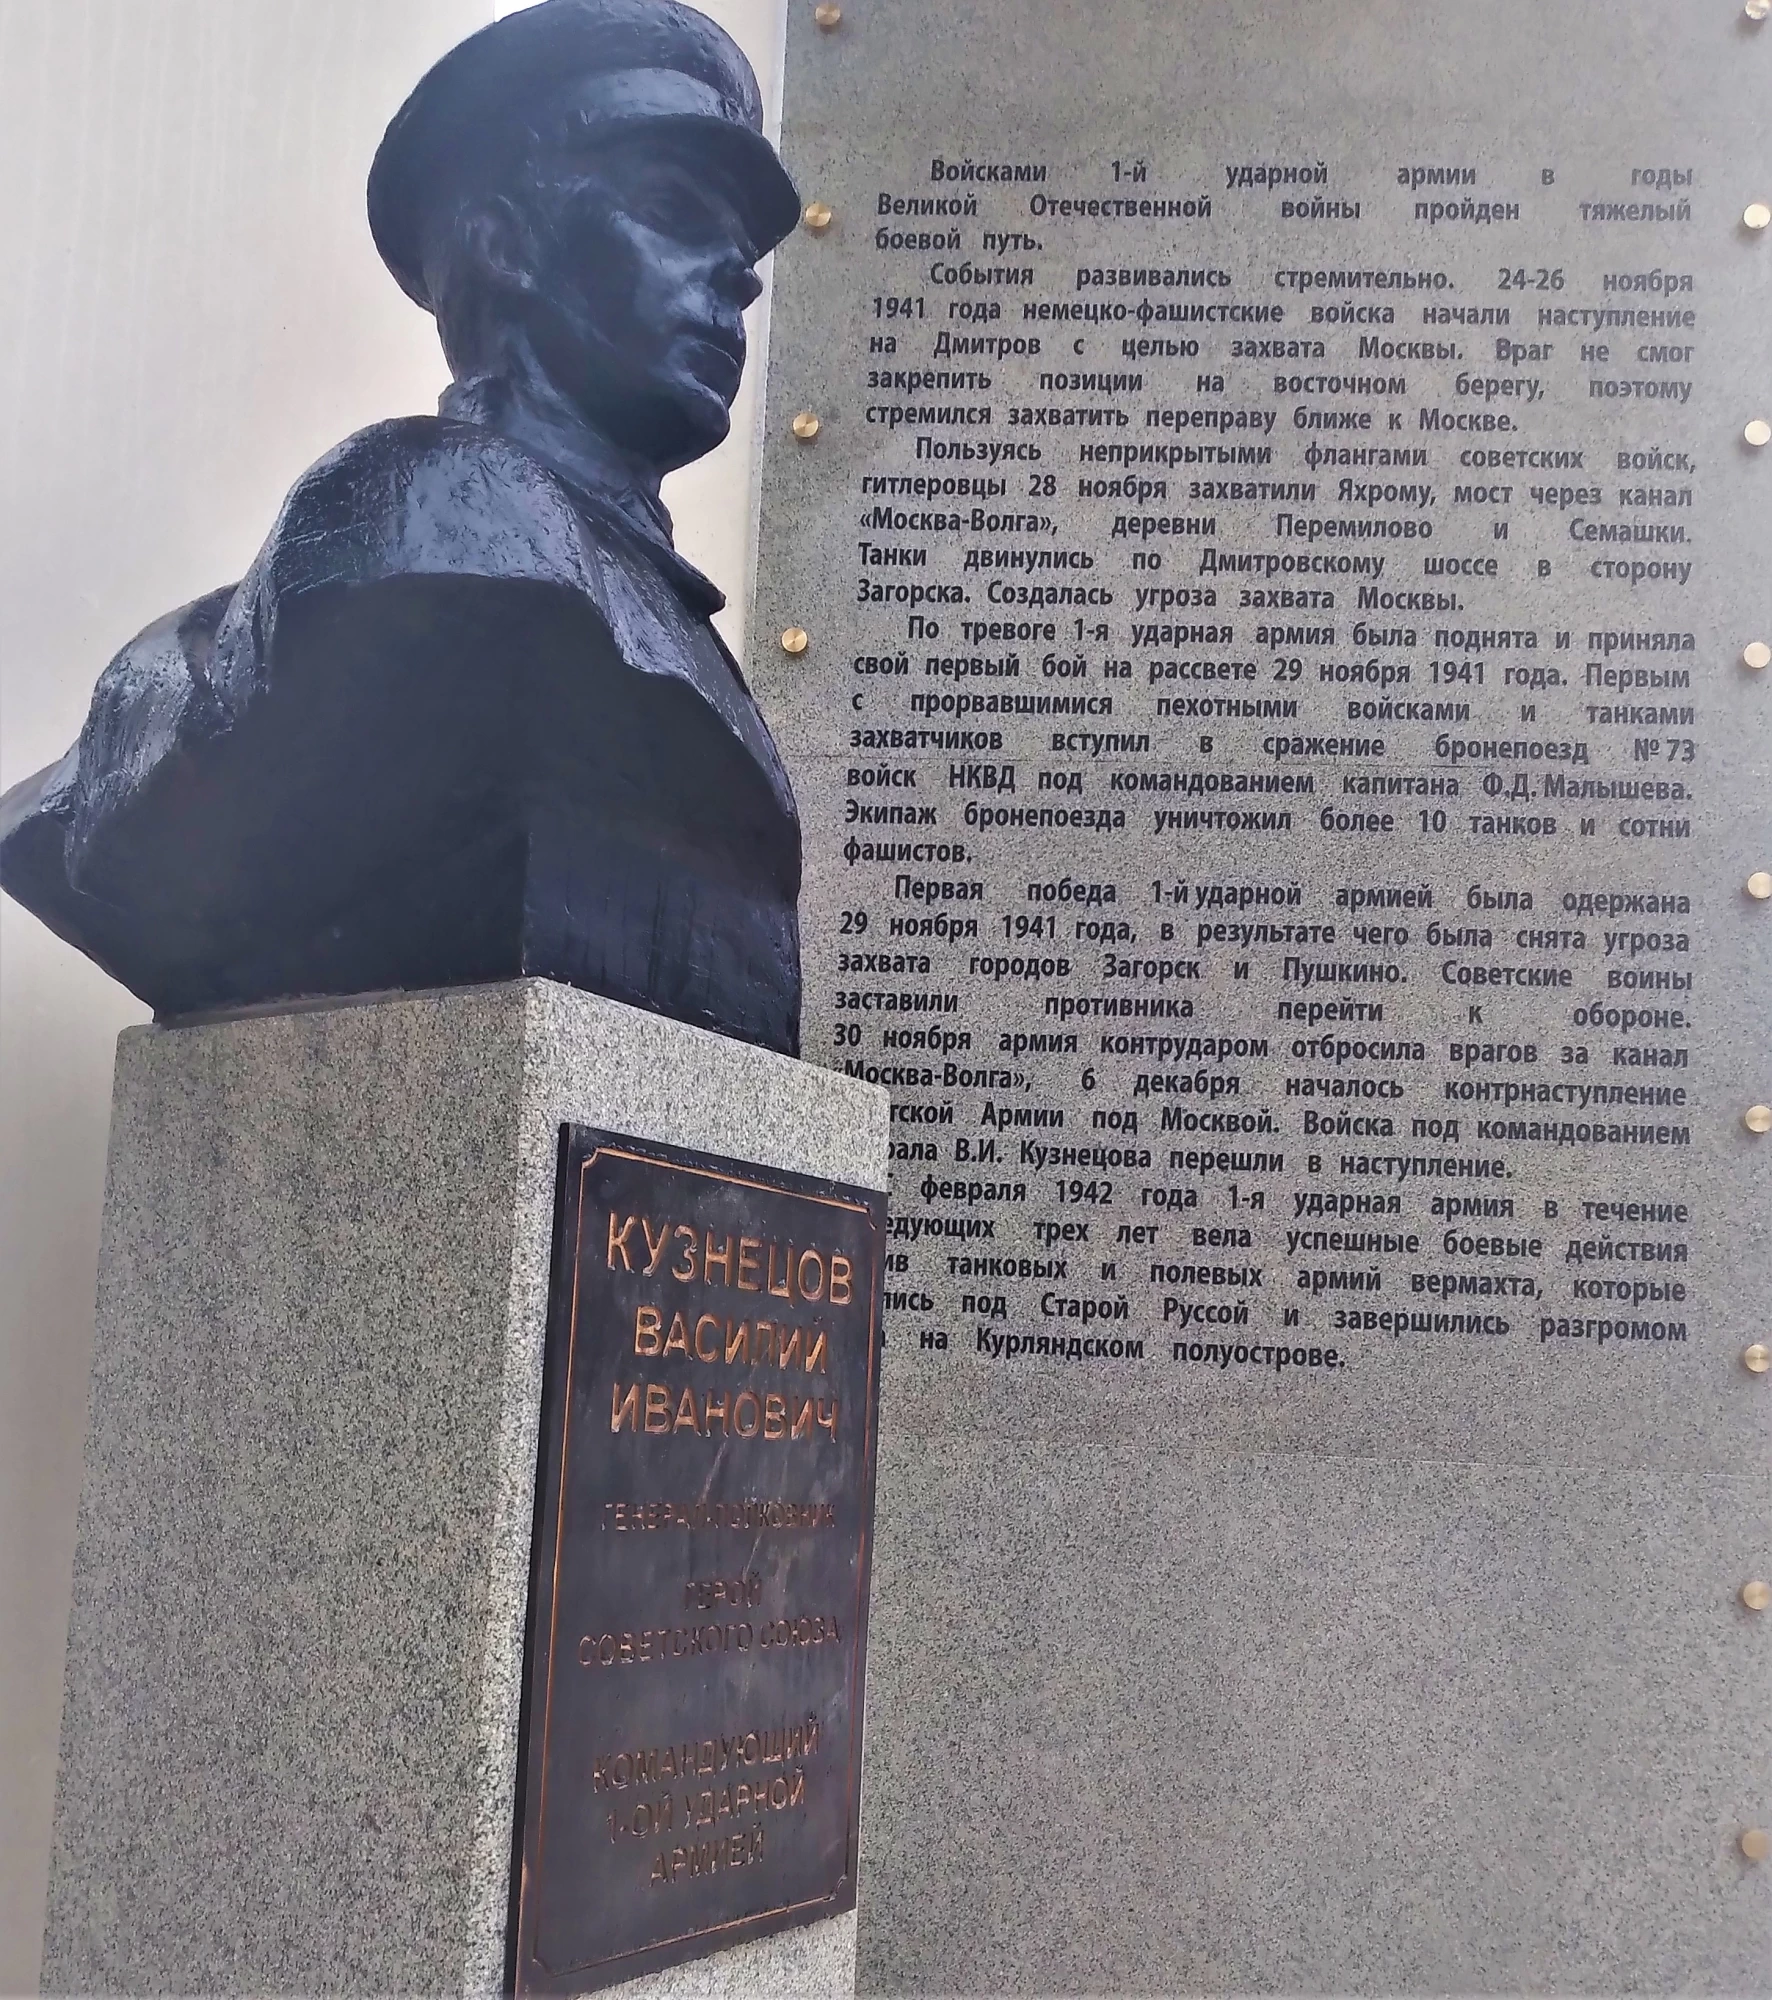 Войсками 1-й ударной армии в годы
Великой Отечественной войны пройден тяжелый
боевой путь.
События развивались стремительно. 24-26 ноября
1941 года немецко-фашистские войска начали наступление
на Дмитров с целью захвата Москвы. Враг не смог
закрепить позиции на восточном берегу, поэтому
стремился захватить переправу ближе к Москве.
Пользуясь неприкрытыми флангами советских войск,
гитлеровцы 28 ноября захватили Яхрому, мост через канал
«Москва-Волга», деревни Перемилово и Семашки.
Танки двинулись по Дмитровскому шоссе в сторону
Загорска. Создалась угроза захвата Москвы.
По тревоге 1-я ударная армия была поднята и приняла
свой первый бой на рассвете 29 ноября 1941 года. Первым
с прорвавшимися пехотными войсками и танками
захватчиков вступил в сражение бронепоезд №73
войск НКВД под командованием капитана Ф.Д. Малышева.
Экипаж бронепоезда уничтожил более 10 танков и сотни
фашистов.
Первая победа 1-й ударной армией была одержана
29 ноября 1941 года, в результате чего была снята угроза
захвата городов Загорск и Пушкино. Советские воины
заставили противника перейти к обороне.
30 ноября армия контрударом отбросила врагов за канал
«Москва-Волга», 6 декабря началось контрнаступление
Армии под Москвой. Войска под командованием
В.И. Кузнецова перешли в наступление.
февраля 1942 года 1-я ударная армия в течение
трех лет вела успешные боевые действия
танковых и полевых армий вермахта, которые
под Старой Руссой и завершились разгромом
на Курляндском полуострове.
КУЗНЕЦОВ
ВАСИЛИЙ
ИВАНОВИЧ
ГЕНЕРАЛ-ПОЛКОВНИК
ГЕРОЙ
СОВЕТСКОГО СОЮЗА
КОМАНДУЮЩИЙ
1-ОЙ УДАРНОЙ
АРМИЕЙ